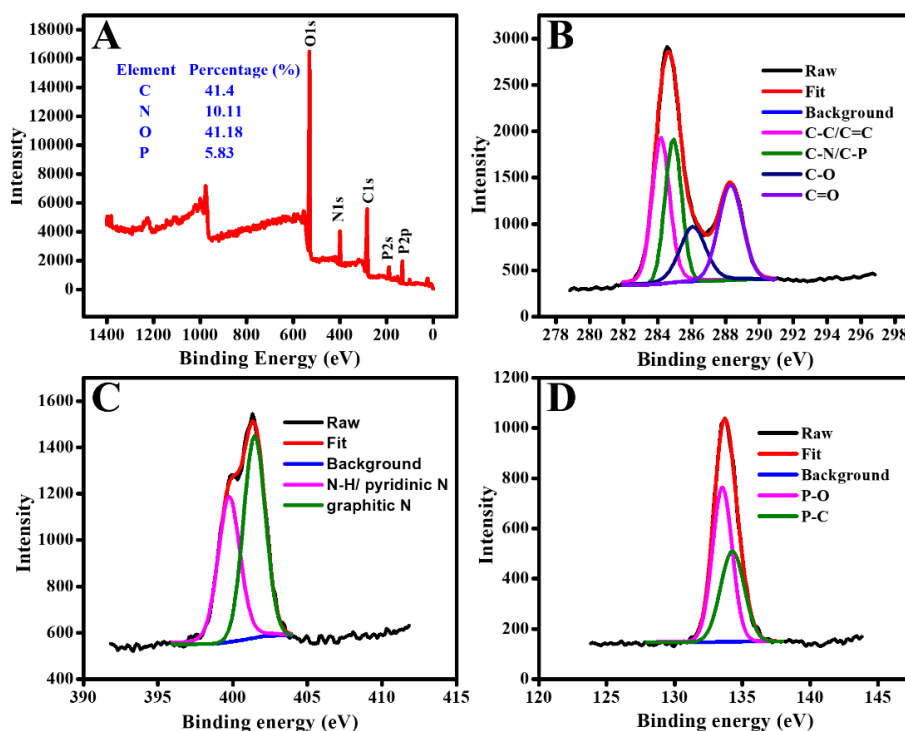 A
Element Percentage (%)
C 41.4
N 10.11
O 41.18
P 5.83
O1s
N1s
C1s
P2s
P2p
18000
16000
14000
12000
10000
8000
6000
4000
2000
0
Intensity
1400 1200 1000 800 600 400 200 0
Binding Energy (eV)
B
Raw
Fit
Background
C-C/C=C
C-N/C-P
C-O
C=O
3000
2500
2000
1500
1000
500
0
Intensity
278 280 282 284 286 288 290 292 294 296 298
Binding energy (eV)
C
Raw
Fit
Background
N-H/ pyridinic N
graphitic N
1600
1400
1200
1000
800
600
400
Intensity
390 395 400 405 410 415
Binding energy (eV)
D
Raw
Fit
Background
P-O
P-C
1200
1000
800
600
400
200
0
Intensity
120 125 130 135 140 145
Binding energy (eV)